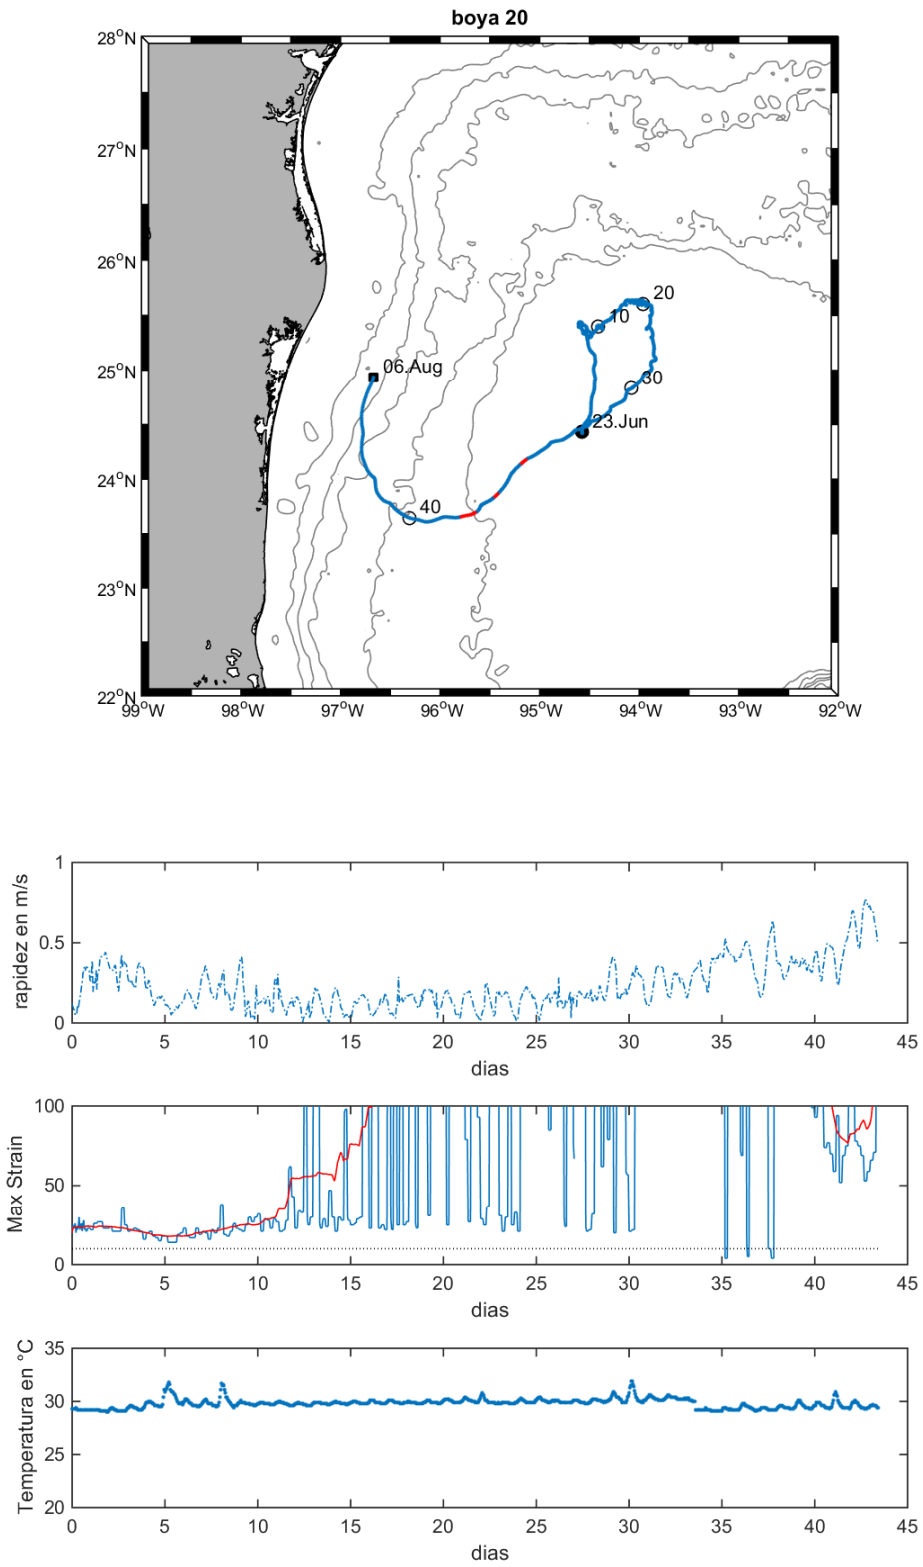 boya 20
28°N
27°N
26°N
25°N
24°N
23°N
22°N
99°W 98°W 97°W 96°W 95°W 94°W 93°W 92°W
20
10
06.Aug
30
23.Jun
40
rapidez en m/s
1
0.5
0
0 5 10 15 20 25 30 35 40 45
dias
Max Strain
100
50
0
0 5 10 15 20 25 30 35 40 45
dias
Temperatura en °C
35
30
25
20
0 5 10 15 20 25 30 35 40 45
dias